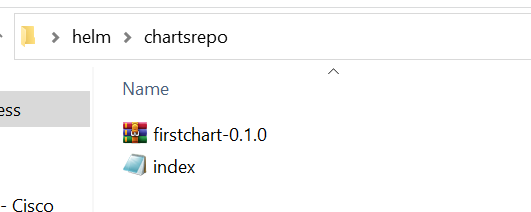 helm > chartsrepo
Name
ess
firstchart-0.1.0
index
- Cisco